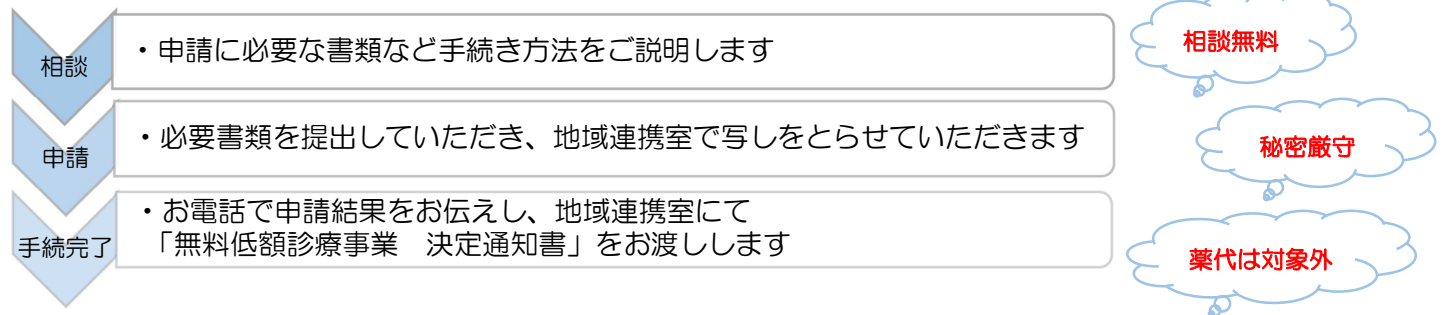 相談
・申請に必要な書類など手続き方法をご説明します
相談無料
申請
・必要書類を提出していただき、地域連携室で写しをとらせていただきます
秘密厳守
手続完了
・お電話で申請結果をお伝えし、地域連携室にて
「無料低額診療事業　決定通知書」をお渡しします
薬代は対象外